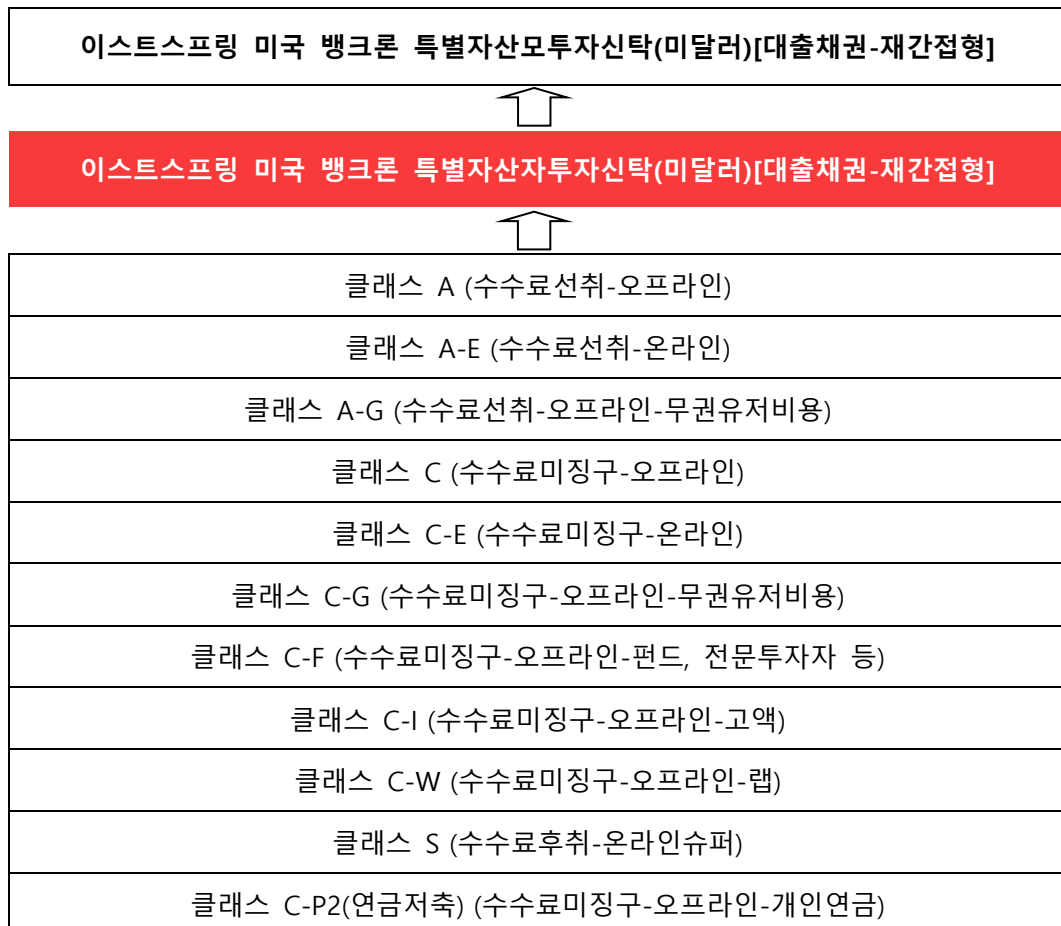 이스트스프링 미국 뱅크론 특별자산모투자신탁(미달러)[대출채권-재간접형]
이스트스프링 미국 뱅크론 특별자산자투자신탁(미달러)[대출채권-재간접형]
클래스 A (수수료선취-오프라인)
클래스 A-E (수수료선취-온라인)
클래스 A-G (수수료선취-오프라인-무권유저비용)
클래스 C (수수료미징구-오프라인)
클래스 C-E (수수료미징구-온라인)
클래스 C-G (수수료미징구-오프라인-무권유저비용)
클래스 C-F (수수료미징구-오프라인-펀드, 전문투자자 등)
클래스 C-I (수수료미징구-오프라인-고액)
클래스 C-W (수수료미징구-오프라인-랩)
클래스 S (수수료후취-온라인슈퍼)
클래스 C-P2(연금저축) (수수료미징구-오프라인-개인연금)